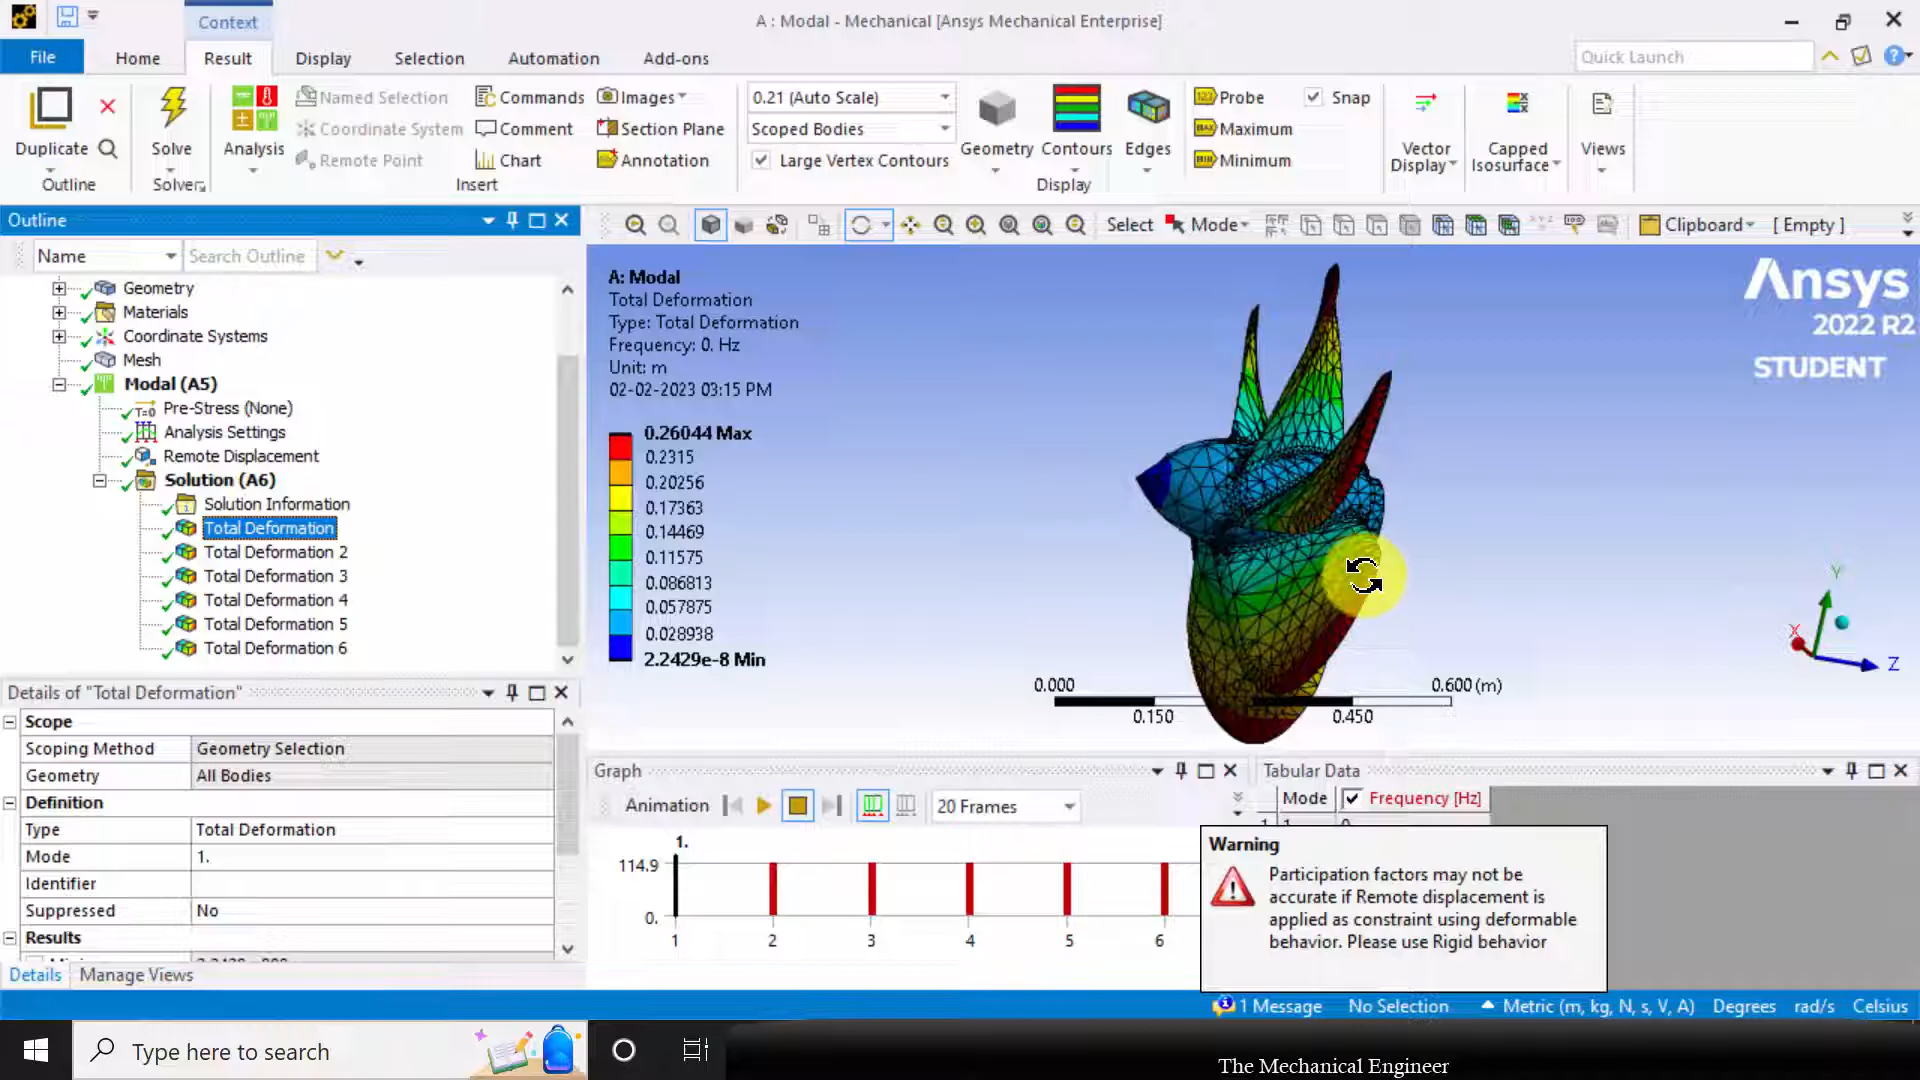 Context
A : Modal - Mechanical [Ansys Mechanical Enterprise]
File
Home
Result
Display
Selection
Automation
Add-ons
Quick Launch
Duplicate
Outline
Solve
Solver
Analysis
Named Selection
Coordinate System
Remote Point
Commands
Comment
Chart
Images
Section Plane
Annotation
Insert
0.21 (Auto Scale)
Scoped Bodies
Large Vertex Contours
Geometry
Contours
Edges
Display
Probe
Maximum
Minimum
Snap
Vector
Display
Capped
Isosurface
Views
Outline
Name
Search Outline
Select
Mode
Clipboard
[ Empty ]
Geometry
Materials
Coordinate Systems
Mesh
Modal (A5)
Pre-Stress (None)
Analysis Settings
Remote Displacement
Solution (A6)
Solution Information
Total Deformation
Total Deformation 2
Total Deformation 3
Total Deformation 4
Total Deformation 5
Total Deformation 6
A: Modal
Total Deformation
Type: Total Deformation
Frequency: 0. Hz
Unit: m
02-02-2023 03:15 PM
0.26044 Max
0.2315
0.20256
0.17363
0.14469
0.11575
0.086813
0.057875
0.028938
2.2429e-8 Min
Ansys
2022 R2
STUDENT
Y
X
Z
0.000
0.600 (m)
0.150
0.450
Details of "Total Deformation"
Scope
Scoping Method
Geometry Selection
Geometry
All Bodies
Definition
Type
Total Deformation
Mode
1.
Identifier
Suppressed
No
Results
Details
Manage Views
Graph
Animation
20 Frames
1.
114.9
0.
1
2
3
4
5
6
Tabular Data
Mode
Frequency [Hz]
Warning
Participation factors may not be
accurate if Remote displacement is
applied as constraint using deformable
behavior. Please use Rigid behavior
1 Message
No Selection
Metric (m, kg, N, s, V, A)
Degrees
rad/s
Celsius
Type here to search
The Mechanical Engineer